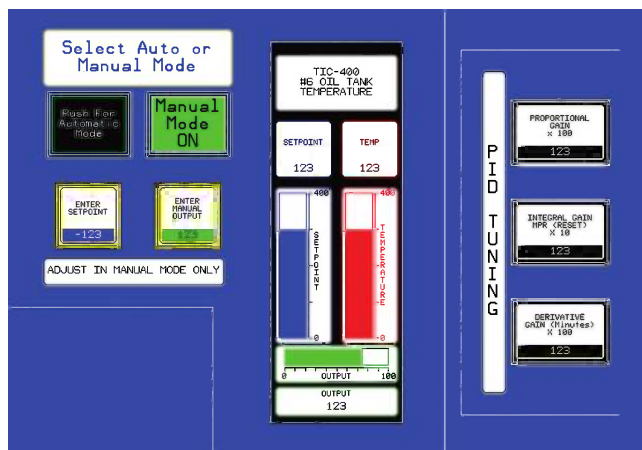 Select Auto or
Manual Mode
Push For
Automatic
Mode
Manual
Mode
ON
ENTER
SETPOINT
-123
ENTER
MANUAL
OUTPUT
123
ADJUST IN MANUAL MODE ONLY
TIC-400
#6 OIL TANK
TEMPERATURE
SETPOINT
123
TEMP
123
400
SETPOINT
0
400
TEMPERATURE
0
0
OUTPUT
100
OUTPUT
123
PID TUNING
PROPORTIONAL
GAIN
x 100
123
INTEGRAL GAIN
MPR (RESET)
X 10
123
DERIVATIVE
GAIN (Minutes)
X 100
123